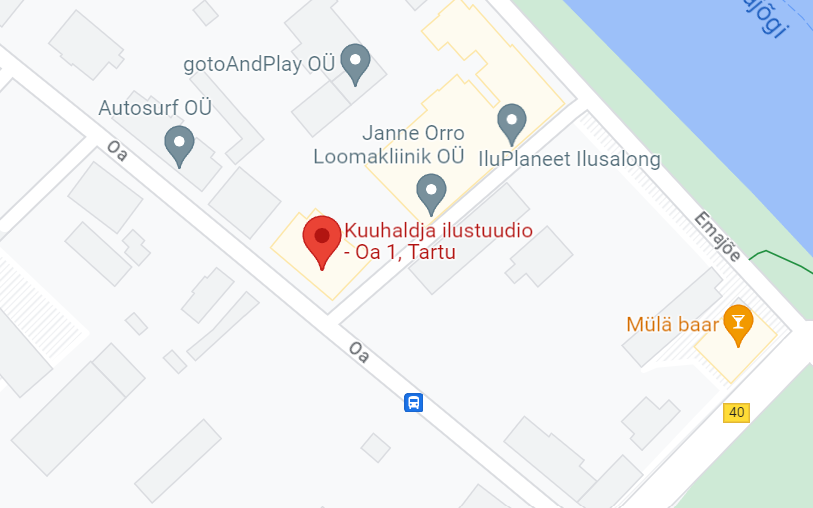 ajõgi
gotoAndPlay OÜ
Autosurf OÜ
Janne Orro
Loomakliinik OÜ
IluPlaneet Ilusalong
Oa
Kuuhaldja ilustuudio
- Oa 1, Tartu
Emajõe
Mülä baar
Oa
40